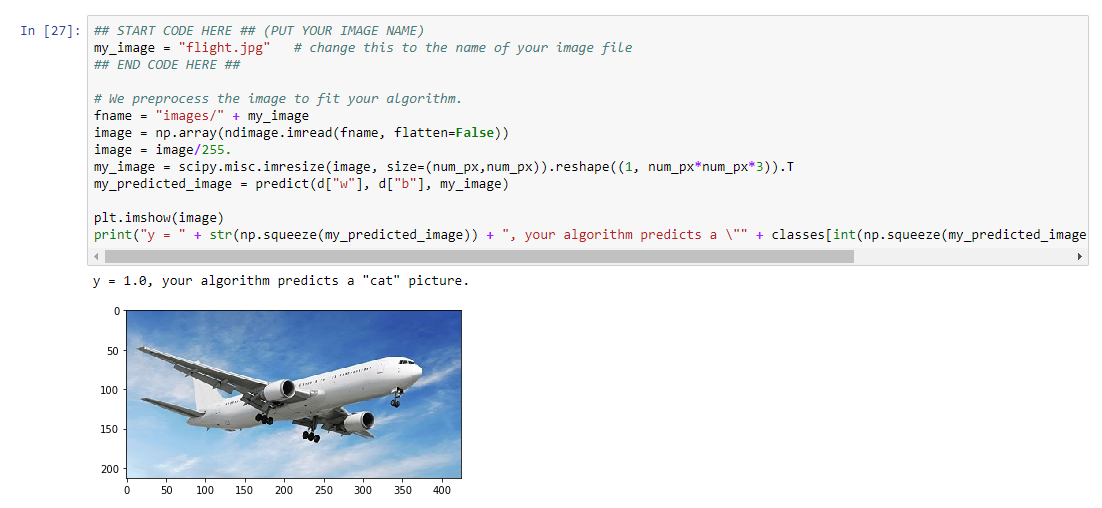 In [27]:
## START CODE HERE ## (PUT YOUR IMAGE NAME)
my_image = "flight.jpg"   # change this to the name of your image file
## END CODE HERE ##
# We preprocess the image to fit your algorithm.
fname = "images/" + my_image
image = np.array(ndimage.imread(fname, flatten=False))
image = image/255.
my_image = scipy.misc.imresize(image, size=(num_px,num_px)).reshape((1, num_px*num_px*3)).T
my_predicted_image = predict(d["w"], d["b"], my_image)
plt.imshow(image)
print("y = " + str(np.squeeze(my_predicted_image)) + ", your algorithm predicts a \"" + classes[int(np.squeeze(my_predicted_image
y = 1.0, your algorithm predicts a "cat" picture.
0
50
100
150
200
0 50 100 150 200 250 300 350 400